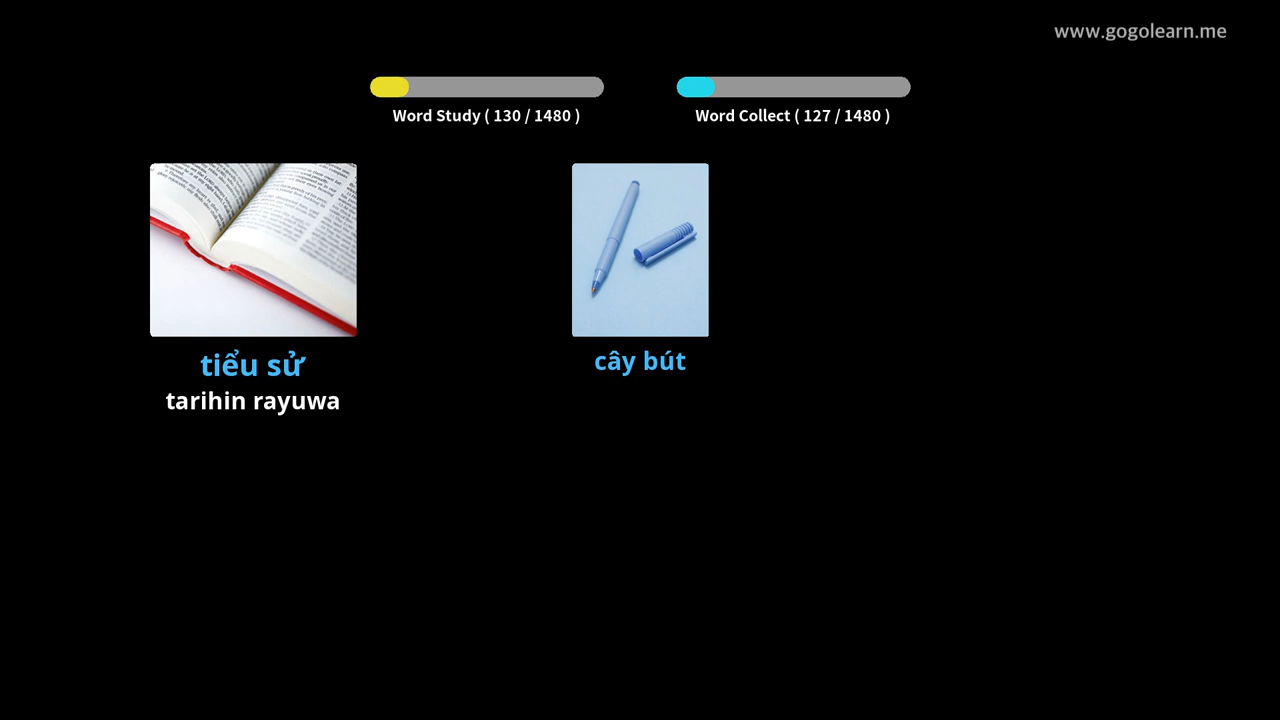 www.gogolearn.me
Word Study ( 130 / 1480 )
Word Collect ( 127 / 1480 )
tiểu sử
tarihin rayuwa
cây bút